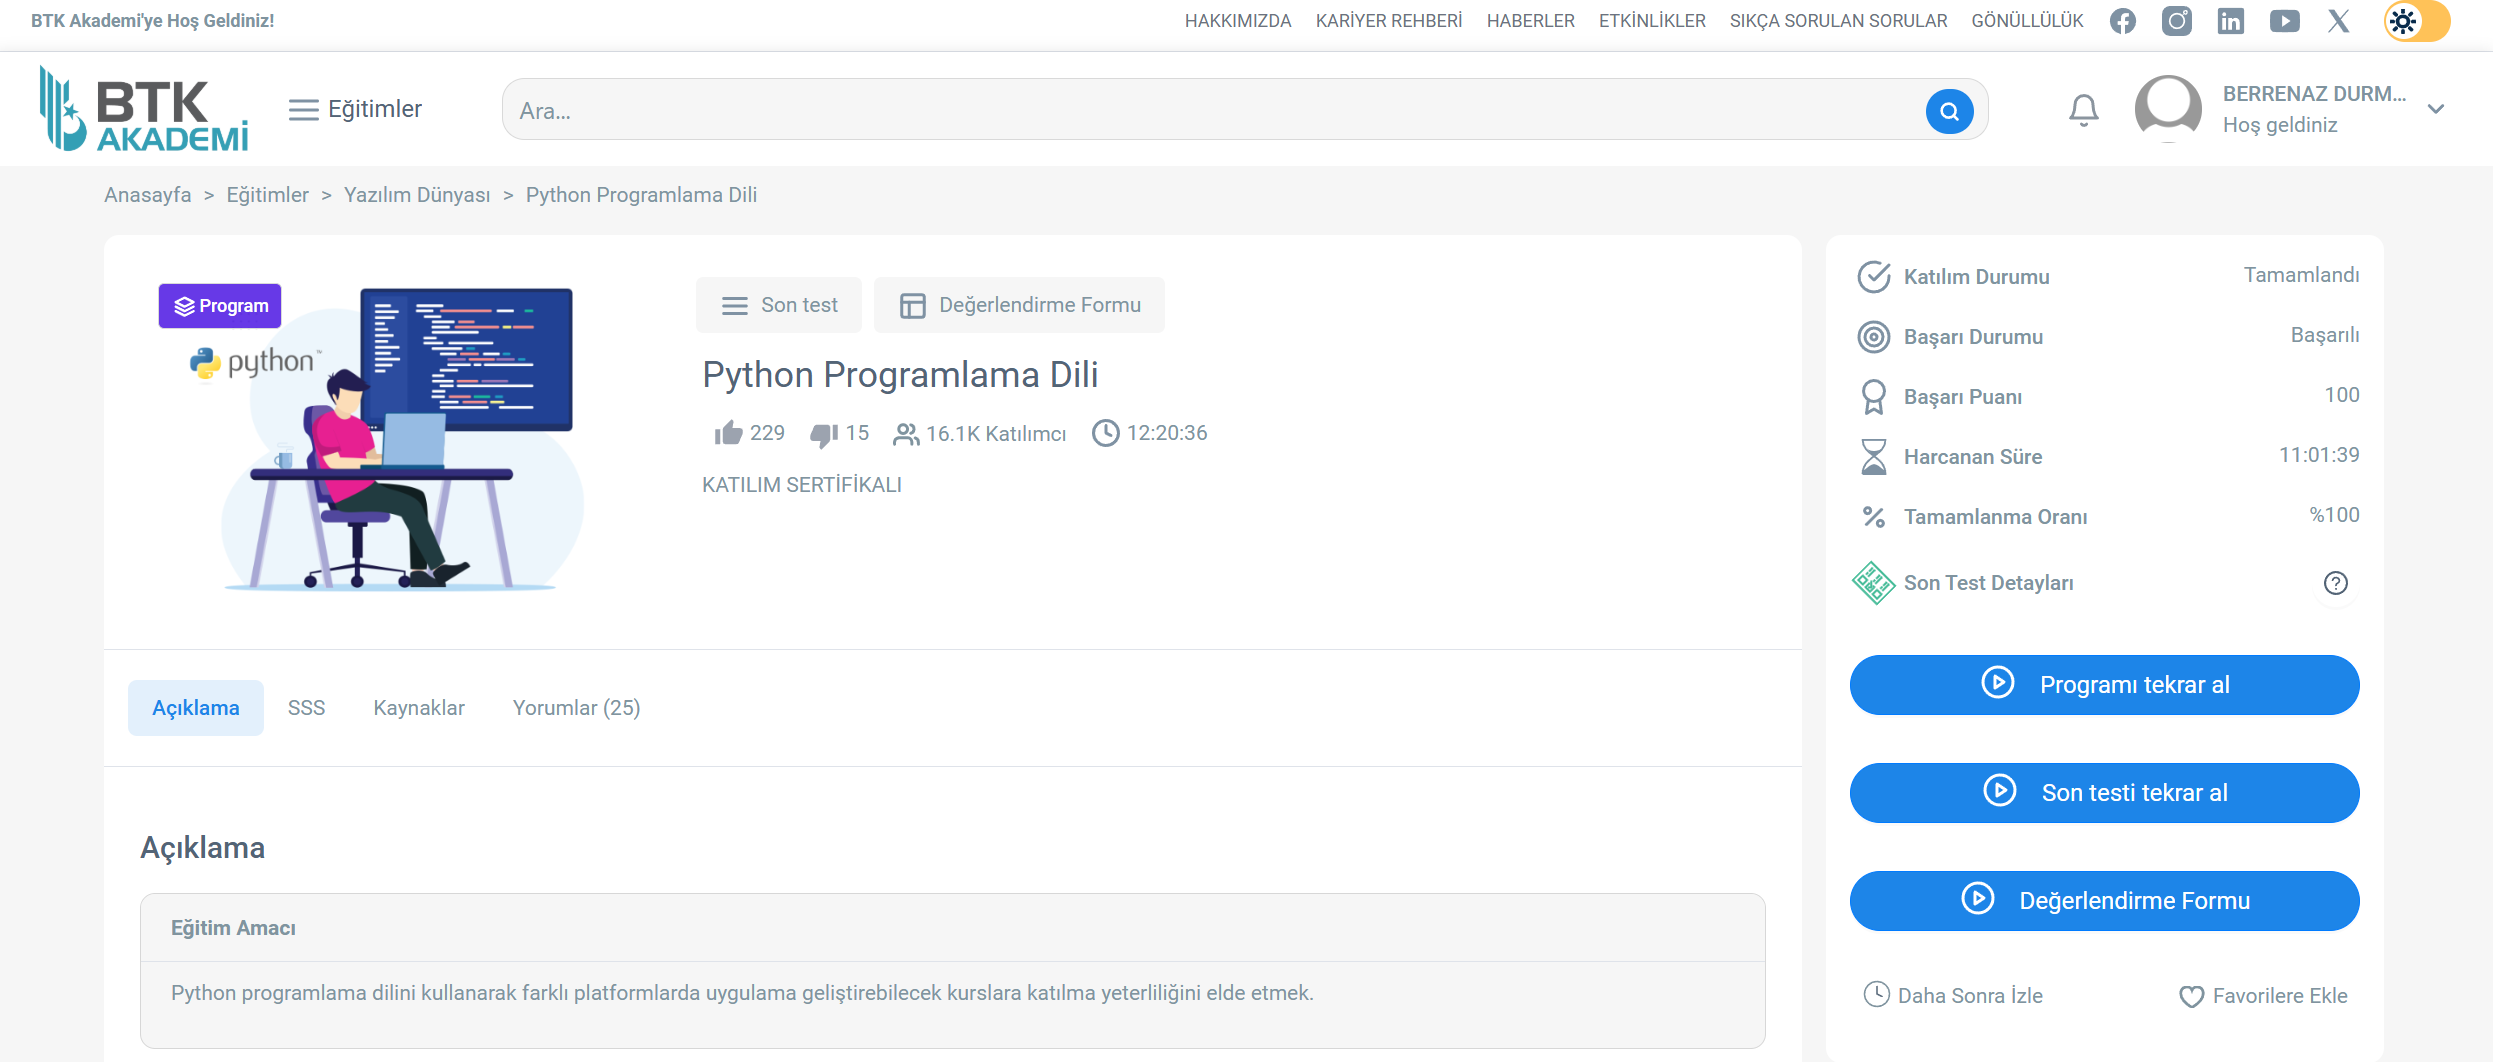 BTK Akademi'ye Hoş Geldiniz!
HAKKIMIZDA KARİYER REHBERİ HABERLER ETKİNLİKLER SIKÇA SORULAN SORULAR GÖNÜLLÜLÜK
BTK
AKADEMİ
Eğitimler
Ara...
BERRENAZ DURM...
Hoş geldiniz
Anasayfa > Eğitimler > Yazılım Dünyası > Python Programlama Dili
Program
python™
Son test
Değerlendirme Formu
Python Programlama Dili
229 15 16.1K Katılımcı 12:20:36
KATILIM SERTİFİKALI
Açıklama SSS Kaynaklar Yorumlar (25)
Açıklama
Eğitim Amacı
Python programlama dilini kullanarak farklı platformlarda uygulama geliştirebilecek kurslara katılma yeterliliğini elde etmek.
Katılım Durumu Tamamlandı
Başarı Durumu Başarılı
Başarı Puanı 100
Harcanan Süre 11:01:39
Tamamlanma Oranı %100
Son Test Detayları
Programı tekrar al
Son testi tekrar al
Değerlendirme Formu
Daha Sonra İzle Favorilere Ekle